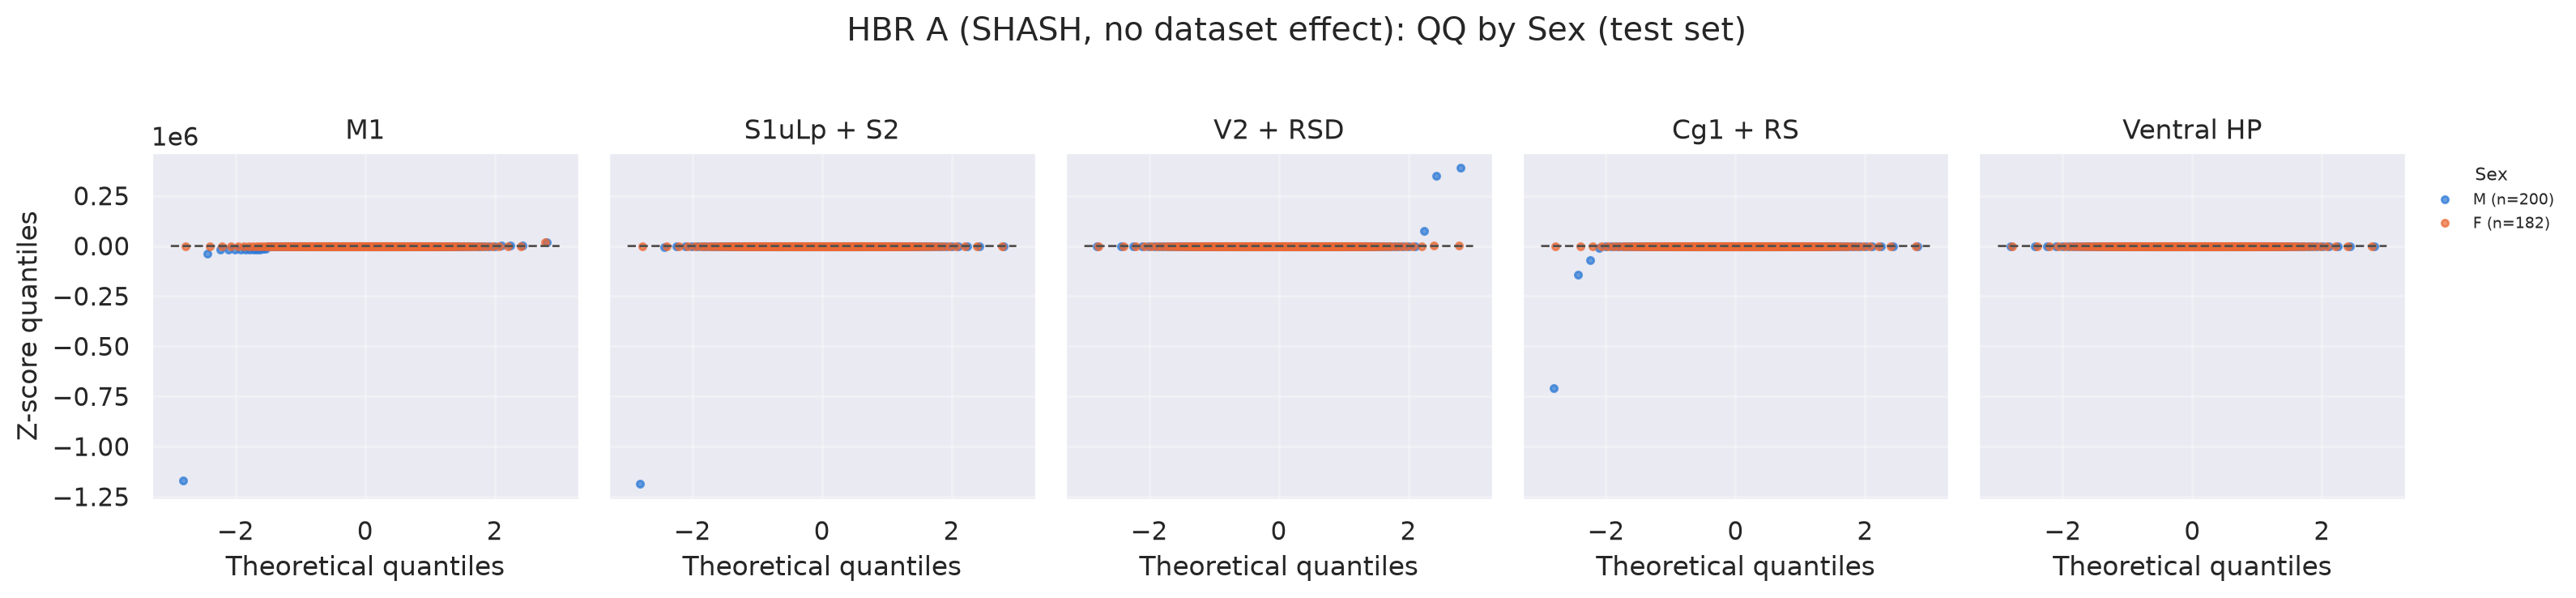 HBR A (SHASH, no dataset effect): QQ by Sex (test set)
1e6
M1
S1uLp + S2
V2 + RSD
Cg1 + RS
Ventral HP
Z-score quantiles
0.25
0.00
−0.25
−0.50
−0.75
−1.00
−1.25
Sex
M (n=200)
F (n=182)
−2 0 2
−2 0 2
−2 0 2
−2 0 2
−2 0 2
Theoretical quantiles
Theoretical quantiles
Theoretical quantiles
Theoretical quantiles
Theoretical quantiles